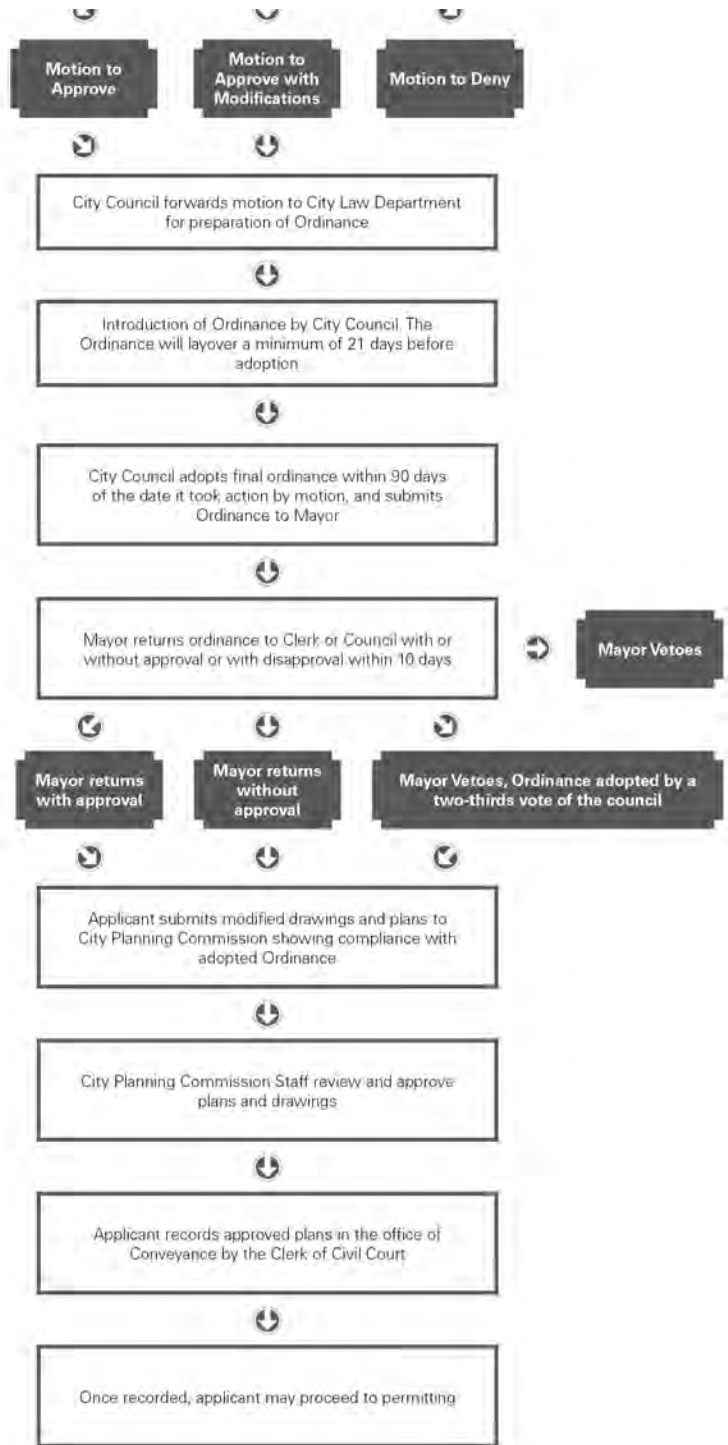 Motion to
Approve
Motion to
Approve with
Modifications
Motion to Deny
City Council forwards motion to City Law Department
for preparation of Ordinance
Introduction of Ordinance by City Council. The
Ordinance will layover a minimum of 21 days before
adoption
City Council adopts final ordinance within 90 days
of the date it took action by motion, and submits
Ordinance to Mayor
Mayor returns ordinance to Clerk or Council with or
without approval or with disapproval within 10 days
Mayor Vetoes
Mayor returns
with approval
Mayor returns
without
approval
Mayor Vetoes, Ordinance adopted by a
two-thirds vote of the council
Applicant submits modified drawings and plans to
City Planning Commission showing compliance with
adopted Ordinance
City Planning Commission Staff review and approve
plans and drawings
Applicant records approved plans in the office of
Conveyance by the Clerk of Civil Court
Once recorded, applicant may proceed to permitting